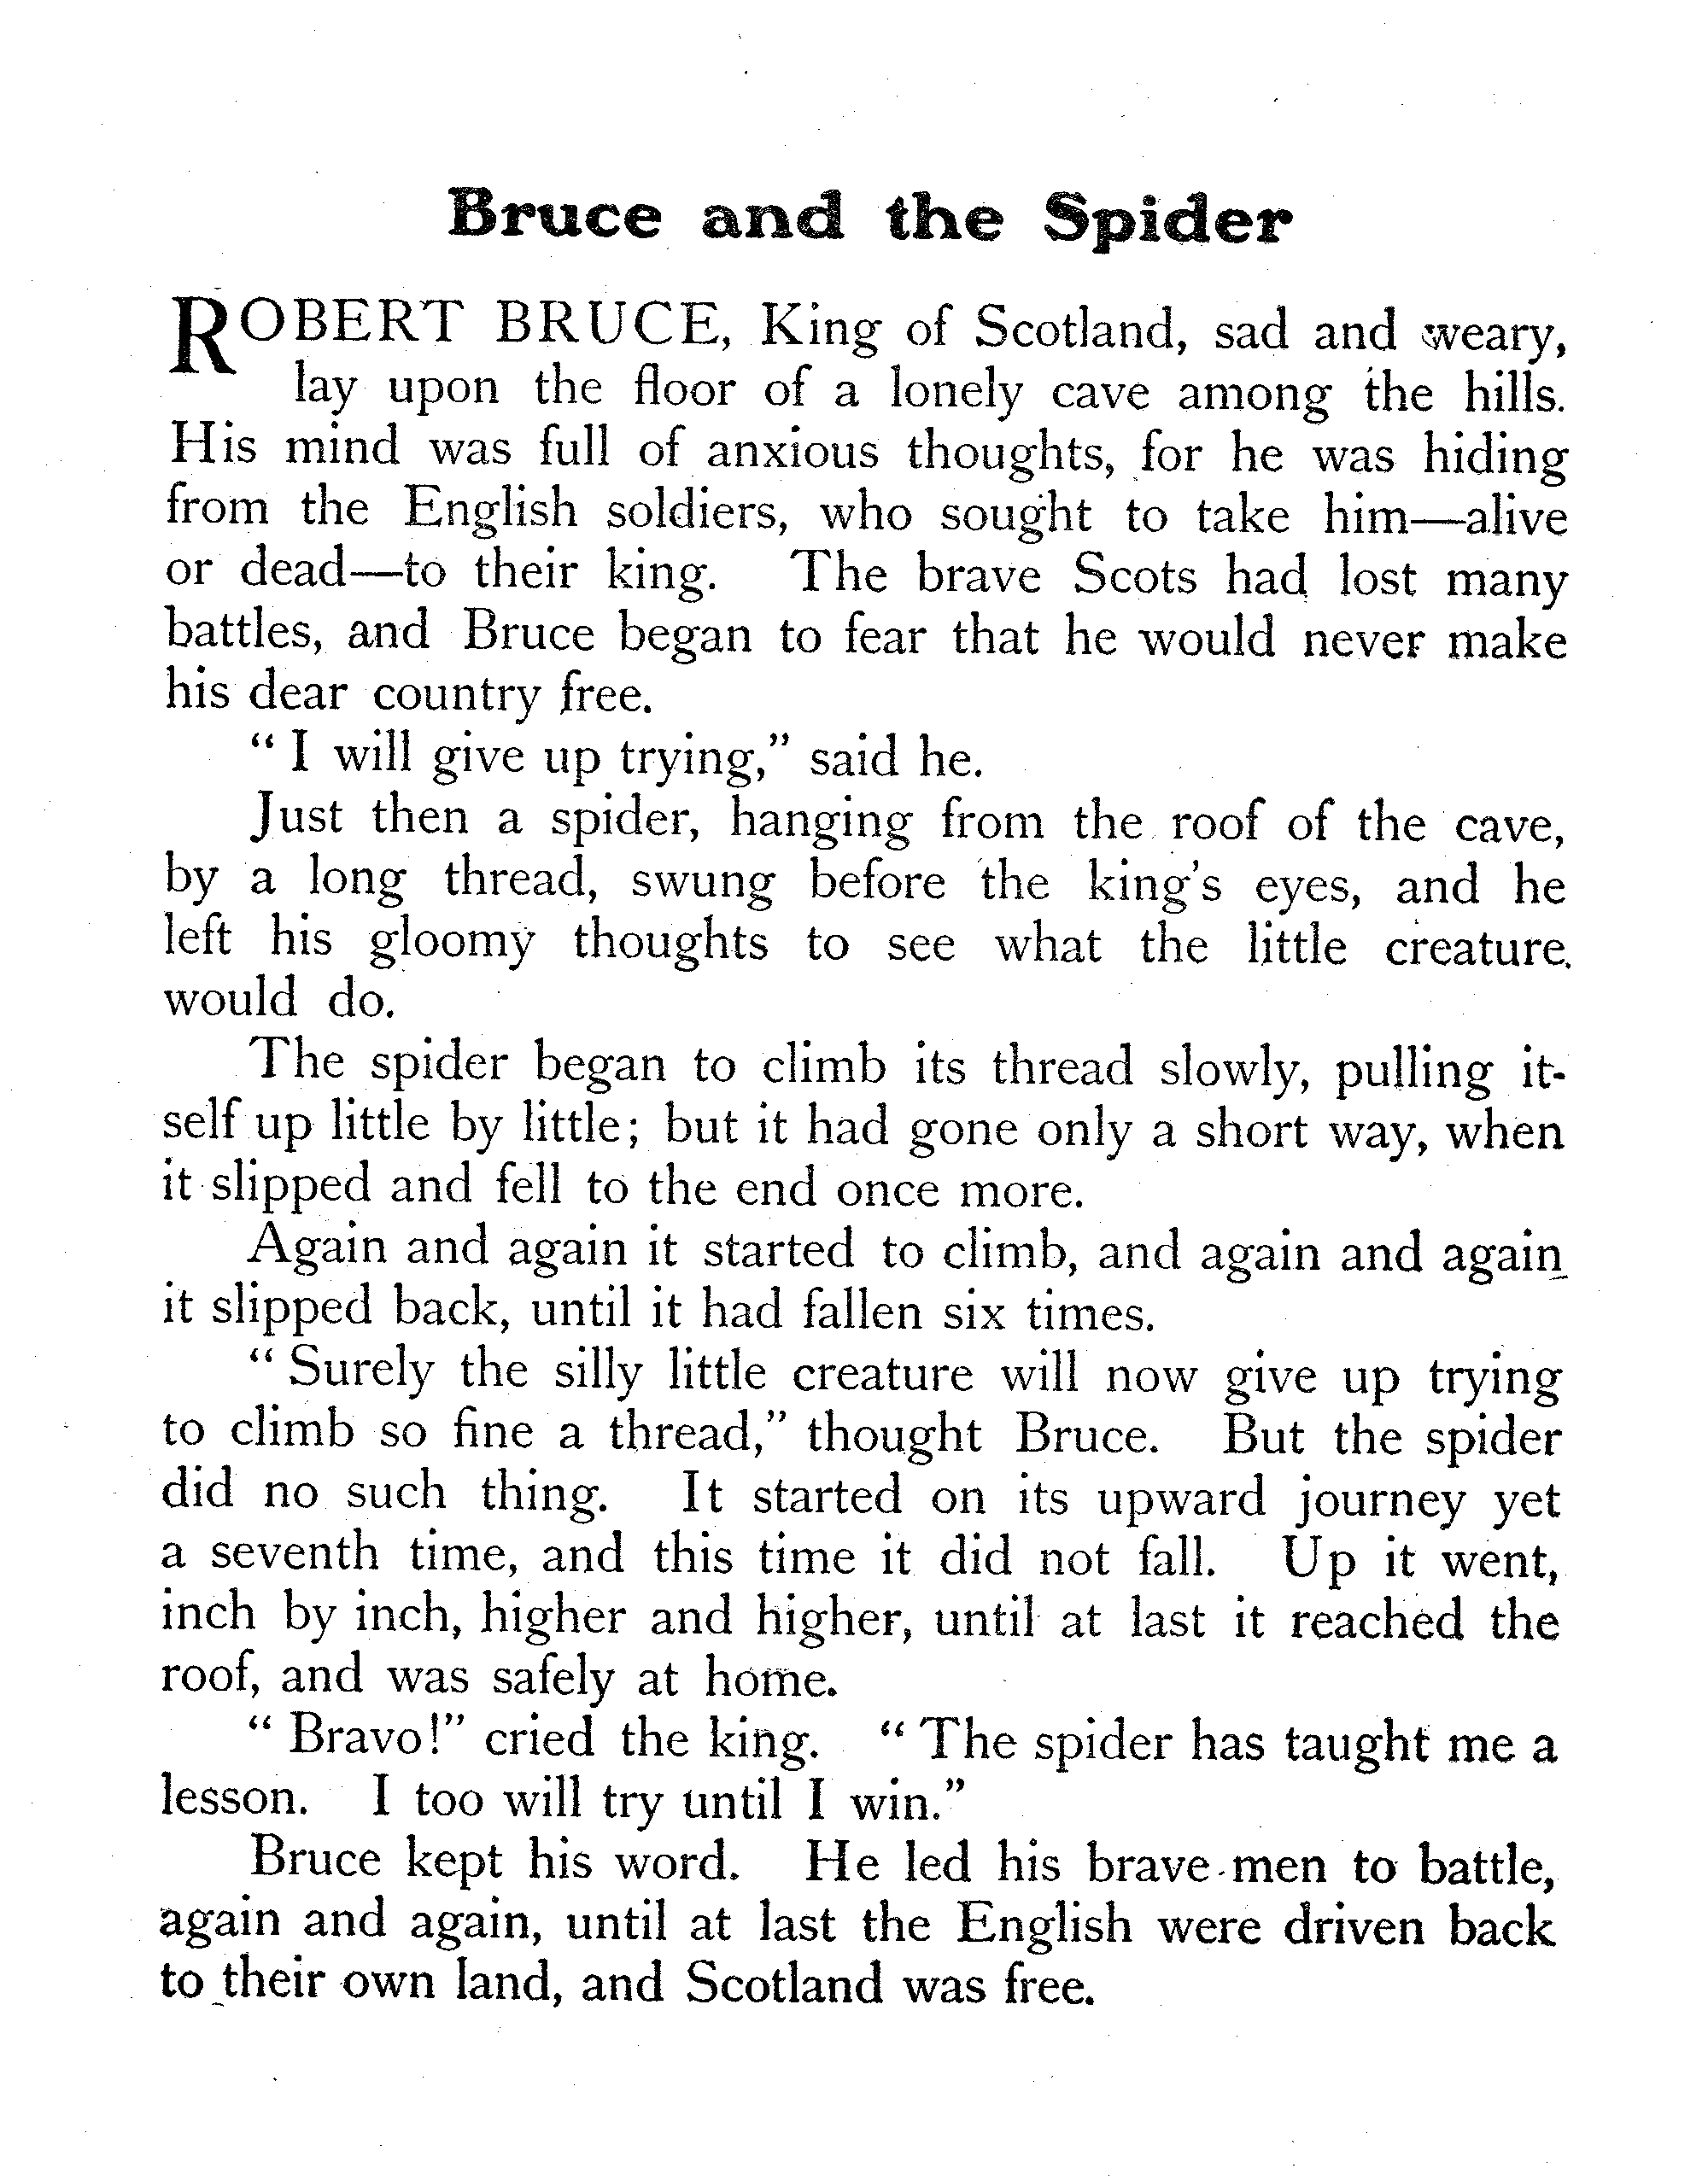 Bruce and the Spider
ROBERT BRUCE, King of Scotland, sad and weary,
lay upon the floor of a lonely cave among the hills.
His mind was full of anxious thoughts, for he was hiding
from the English soldiers, who sought to take him—alive
or dead—to their king. The brave Scots had lost many
battles, and Bruce began to fear that he would never make
his dear country free.
“ I will give up trying,” said he.
Just then a spider, hanging from the roof of the cave,
by a long thread, swung before the king's eyes, and he
left his gloomy thoughts to see what the little creature
would do.
The spider began to climb its thread slowly, pulling it-
self up little by little; but it had gone only a short way, when
it slipped and fell to the end once more.
Again and again it started to climb, and again and again
it slipped back, until it had fallen six times.
“ Surely the silly little creature will now give up trying
to climb so fine a thread,” thought Bruce. But the spider
did no such thing. It started on its upward journey yet
a seventh time, and this time it did not fall. Up it went,
inch by inch, higher and higher, until at last it reached the
roof, and was safely at home.
“ Bravo!” cried the king. “ The spider has taught me a
lesson. I too will try until I win.”
Bruce kept his word. He led his brave men to battle,
again and again, until at last the English were driven back
to their own land, and Scotland was free.